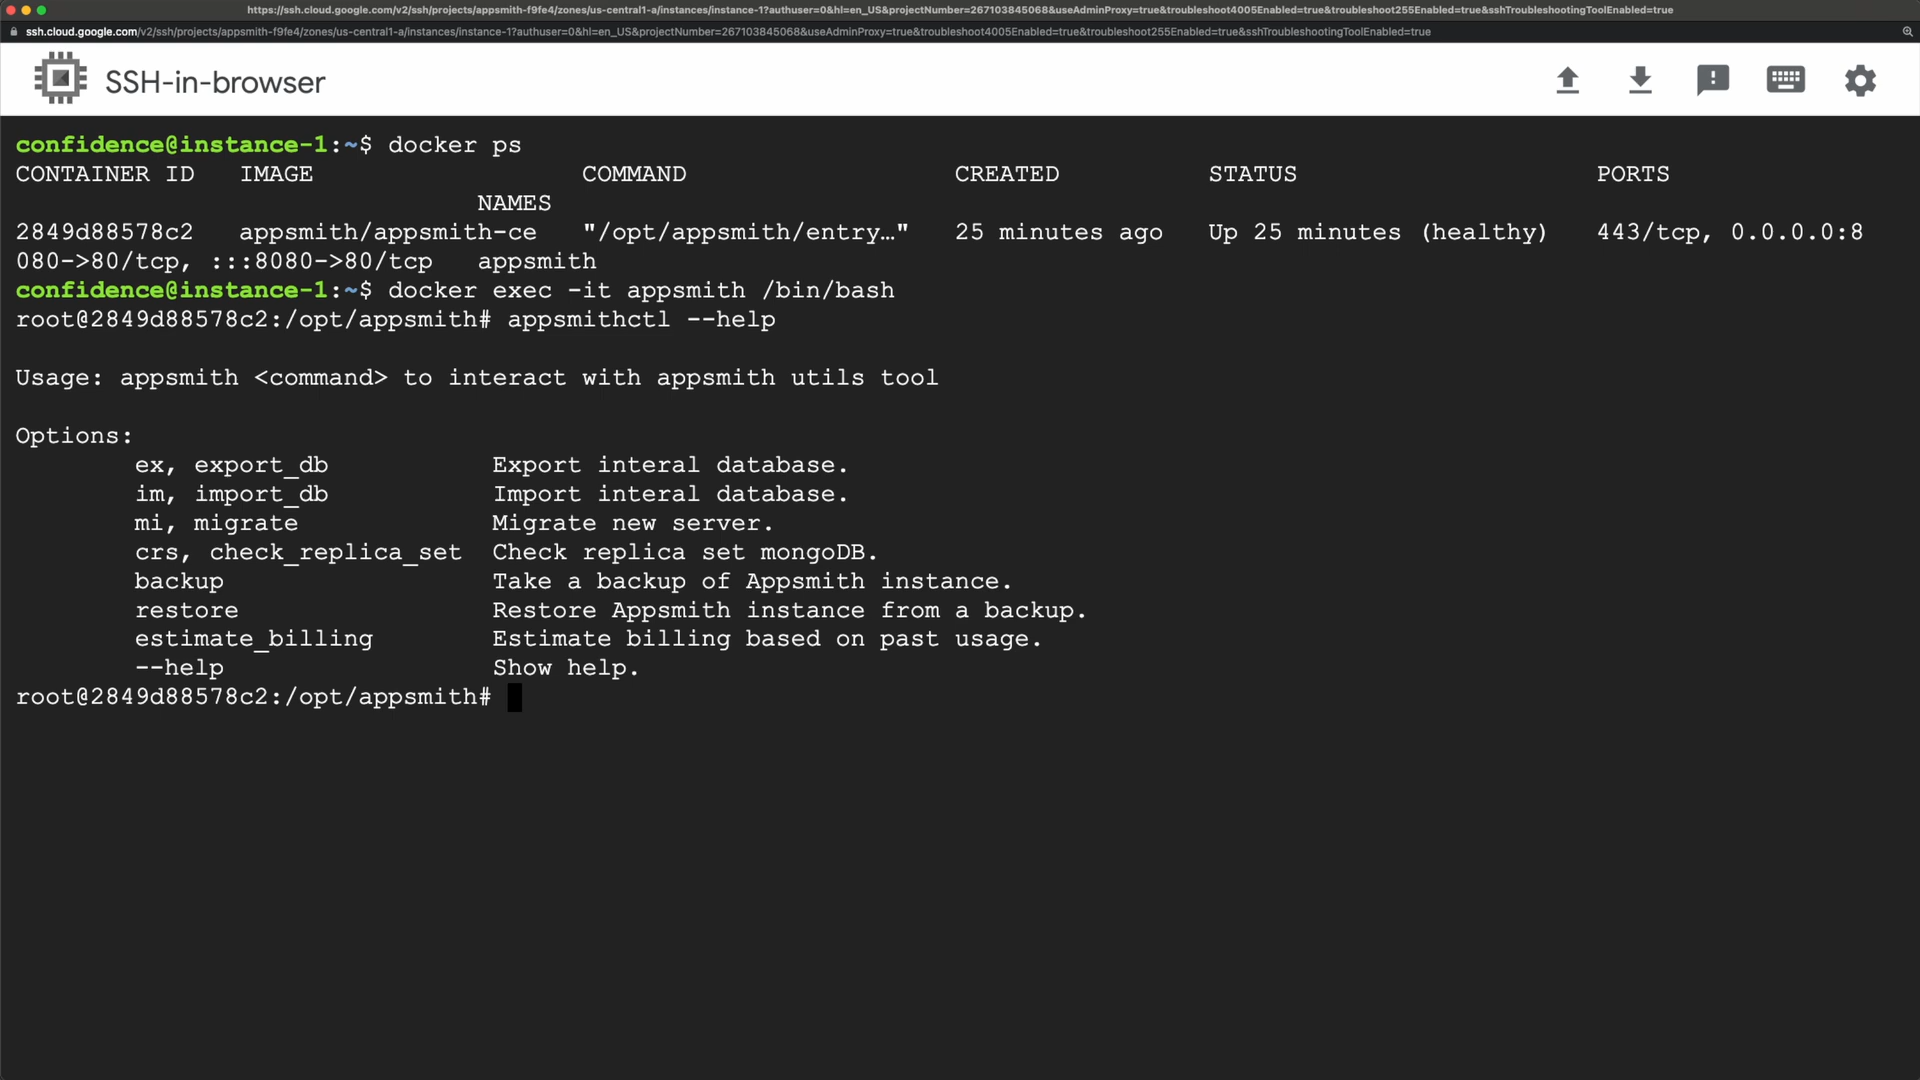 https://ssh.cloud.google.com/v2/ssh/projects/appsmith-f9fe4/zones/us-central1-a/instances/instance-1?authuser=0&hl=en_US&projectNumber=267103845068&useAdminProxy=true&troubleshoot4005Enabled=true&troubleshoot255Enabled=true&sshTroubleshootingToolEnabled=true
ssh.cloud.google.com/v2/ssh/projects/appsmith-f9fe4/zones/us-central1-a/instances/instance-1?authuser=0&hl=en_US&projectNumber=267103845068&useAdminProxy=true&troubleshoot4005Enabled=true&troubleshoot255Enabled=true&sshTroubleshootingToolEnabled=true
SSH-in-browser
confidence@instance-1:~$ docker ps
CONTAINER ID   IMAGE                  COMMAND                  CREATED          STATUS                    PORTS
                               NAMES
2849d88578c2   appsmith/appsmith-ce   "/opt/appsmith/entry…"   25 minutes ago   Up 25 minutes (healthy)   443/tcp, 0.0.0.0:8
080->80/tcp, :::8080->80/tcp   appsmith
confidence@instance-1:~$ docker exec -it appsmith /bin/bash
root@2849d88578c2:/opt/appsmith# appsmithctl --help
Usage: appsmith <command> to interact with appsmith utils tool
Options:
        ex, export_db           Export interal database.
        im, import_db           Import interal database.
        mi, migrate             Migrate new server.
        crs, check_replica_set  Check replica set mongoDB.
        backup                  Take a backup of Appsmith instance.
        restore                 Restore Appsmith instance from a backup.
        estimate_billing        Estimate billing based on past usage.
        --help                  Show help.
root@2849d88578c2:/opt/appsmith#